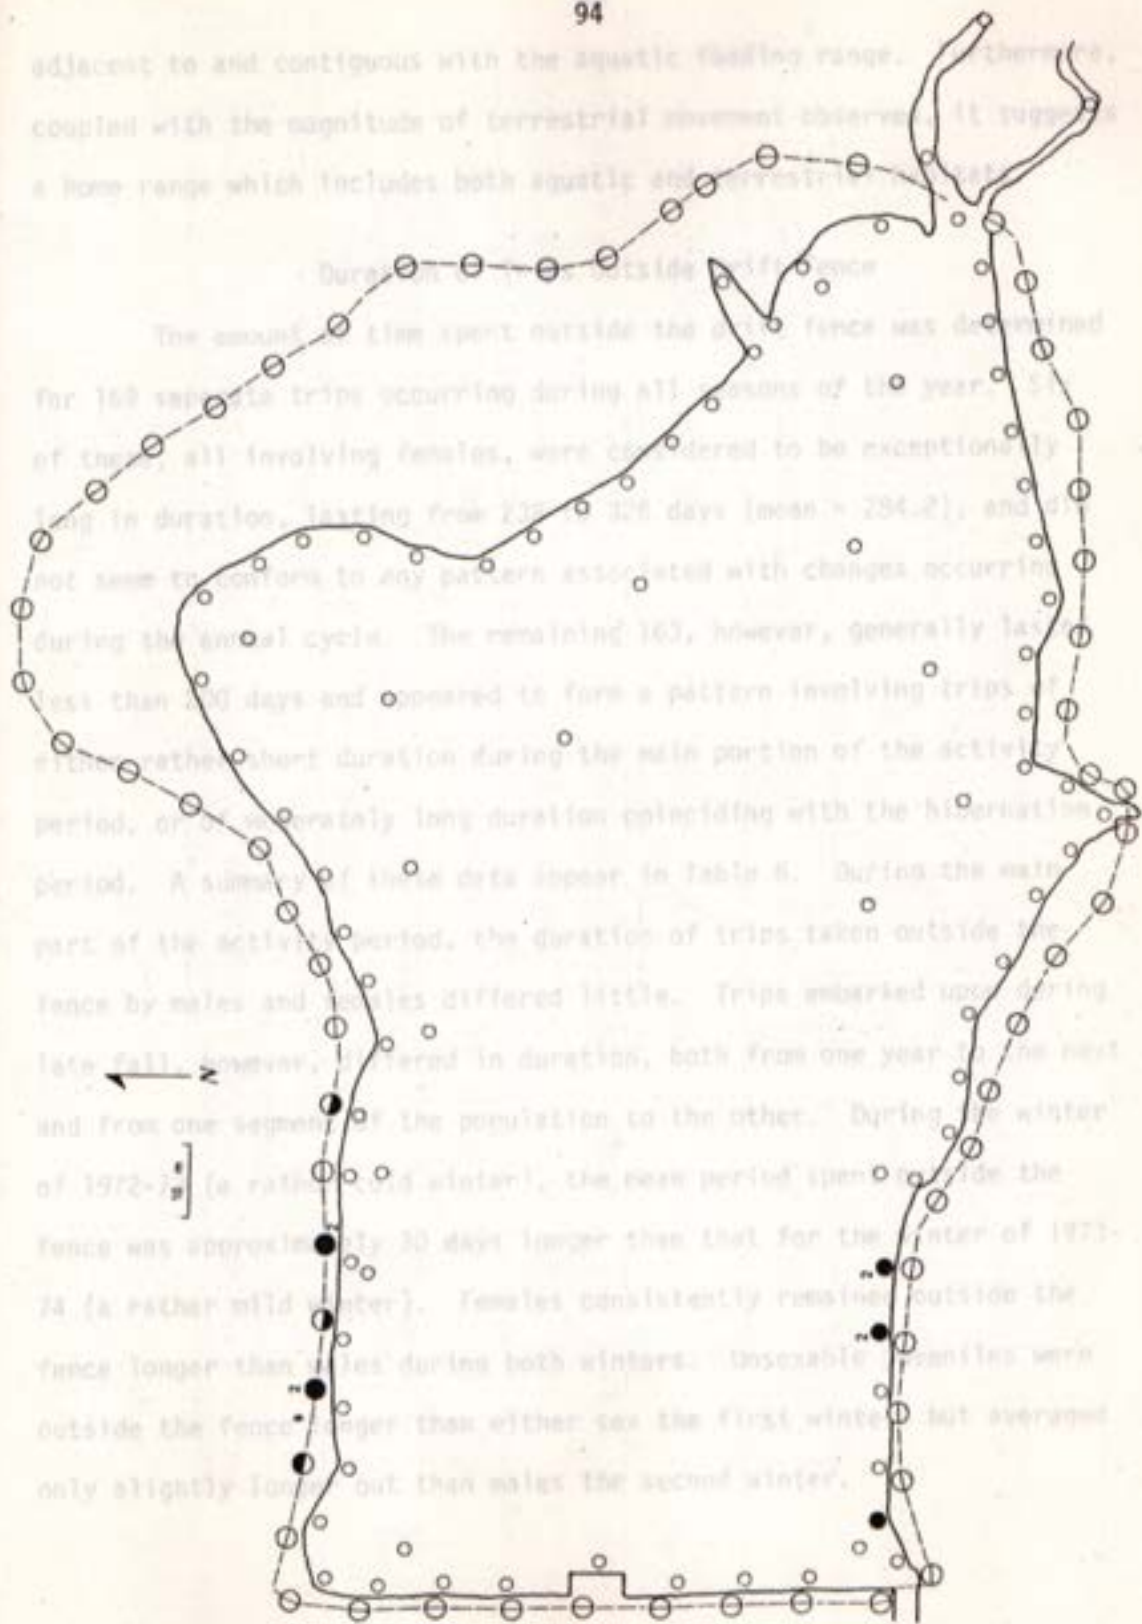 94
adjacent to and contiguous with the aquatic feeding range. Furthermore,
coupled with the magnitude of terrestrial movement observed, it suggests
a home range which includes both aquatic and terrestrial habitats
Duration of Trips Outside Drift Fence
The amount of time spent outside the drift fence was determined
for 169 separate trips occurring during all seasons of the year. Six
of these, all involving females, were considered to be exceptionally
long in duration, lasting from to 328 days (mean = 284.2), and did
not seem to conform to any pattern associated with changes occurring
during the annual cycle. The remaining 163, however, generally lasted
less than 200 days and appeared to form a pattern involving trips of
either rather short duration during the main portion of the activity
period, or of moderately long duration coinciding with the hibernation
period. A summary of these data appear in Table 6. During the main
part of the activity period, the duration of trips taken outside the
fence by males and females differed little. Trips embarked upon during
late fall, however, differed in duration, both from one year to the next
and from one segment of the population to the other. During the winter
of 1972-73 (a rather cold winter), the mean period spent outside the
fence was approximately 30 days longer than that for the winter of 1973-
74 (a rather mild winter). Females consistently remained outside the
fence longer than males during both winters. Unsexable juveniles were
outside the fence longer than either sex the first winter but averaged
only slightly longer out than males the second winter.
N
10 m
2
2
2